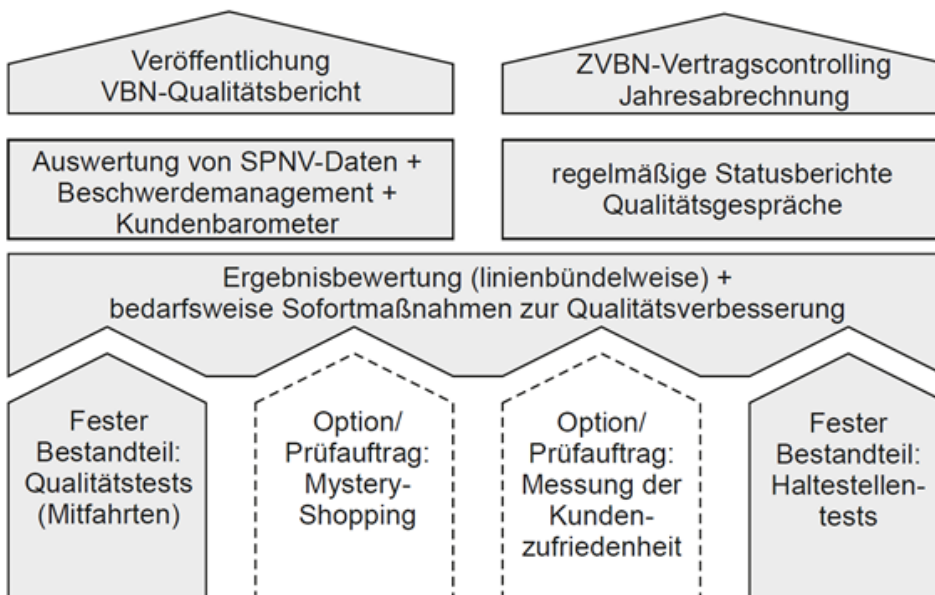 Veröffentlichung
VBN-Qualitätsbericht
ZVBN-Vertragscontrolling
Jahresabrechnung
Auswertung von SPNV-Daten +
Beschwerdemanagement +
Kundenbarometer
regelmäßige Statusberichte
Qualitätsgespräche
Ergebnisbewertung (linienbündelweise) +
bedarfsweise Sofortmaßnahmen zur Qualitätsverbesserung
Fester
Bestandteil:
Qualitätstests
(Mitfahrten)
Option/
Prüfauftrag:
Mystery-
Shopping
Option/
Prüfauftrag:
Messung der
Kunden-
zufriedenheit
Fester
Bestandteil:
Haltestellen-
tests